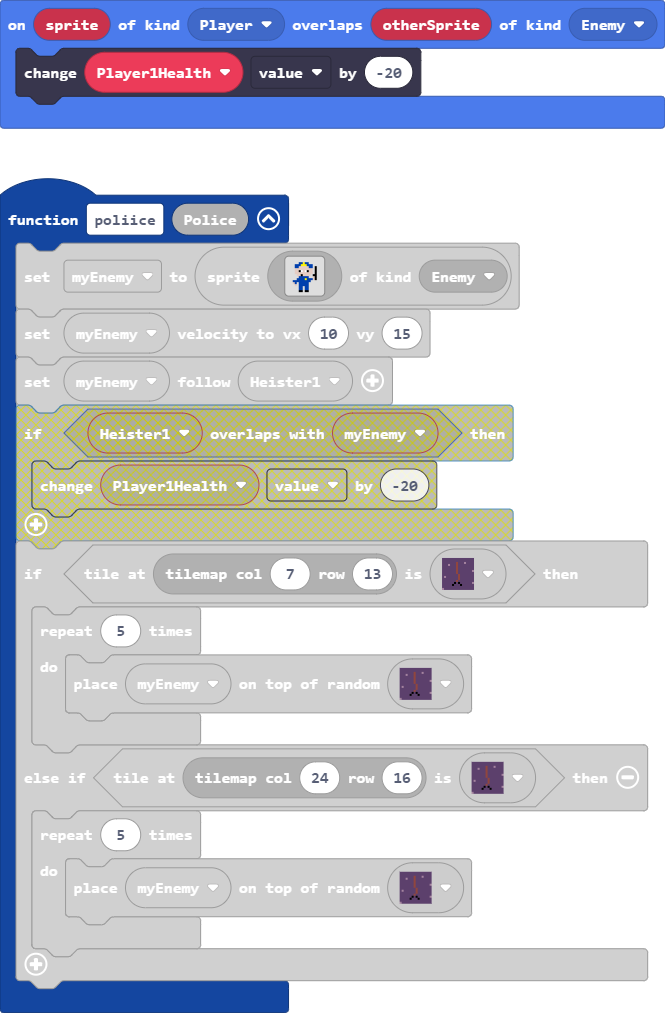 on sprite of kind Player overlaps otherSprite of kind Enemy
change Player1Health value by -20
function poliice Police
set myEnemy to sprite of kind Enemy
set myEnemy velocity to vx 10 vy 15
set myEnemy follow Heister1
if Heister1 overlaps with myEnemy then
change Player1Health value by -20
if tile at tilemap col 7 row 13 is then
repeat 5 times
do
place myEnemy on top of random
else if tile at tilemap col 24 row 16 is then
repeat 5 times
do
place myEnemy on top of random